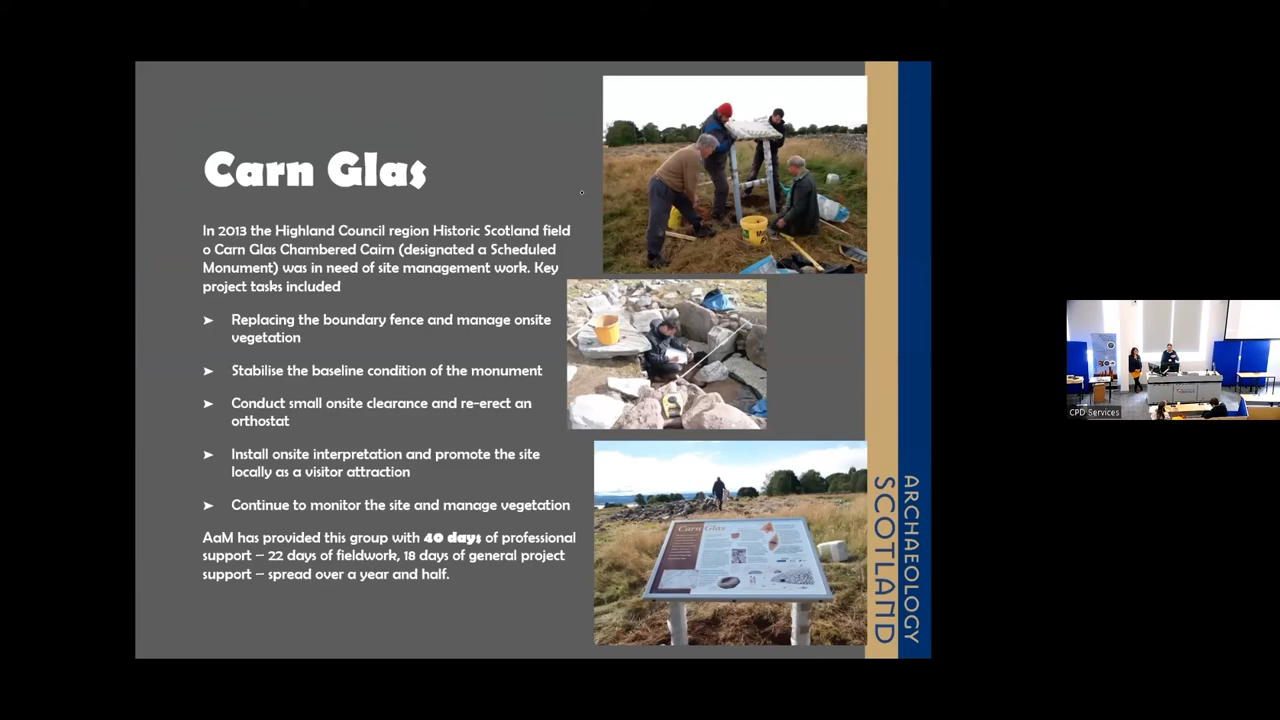 Carn Glas
In 2013 the Highland Council region Historic Scotland field
o Carn Glas Chambered Cairn (designated a Scheduled
Monument) was in need of site management work. Key
project tasks included
➤ Replacing the boundary fence and manage onsite
vegetation
➤ Stabilise the baseline condition of the monument
➤ Conduct small onsite clearance and re-erect an
orthostat
➤ Install onsite interpretation and promote the site
locally as a visitor attraction
➤ Continue to monitor the site and manage vegetation
AaM has provided this group with 40 days of professional
support – 22 days of fieldwork, 18 days of general project
support – spread over a year and half.
Carn Glas
ARCHAEOLOGY
SCOTLAND
CPD Services